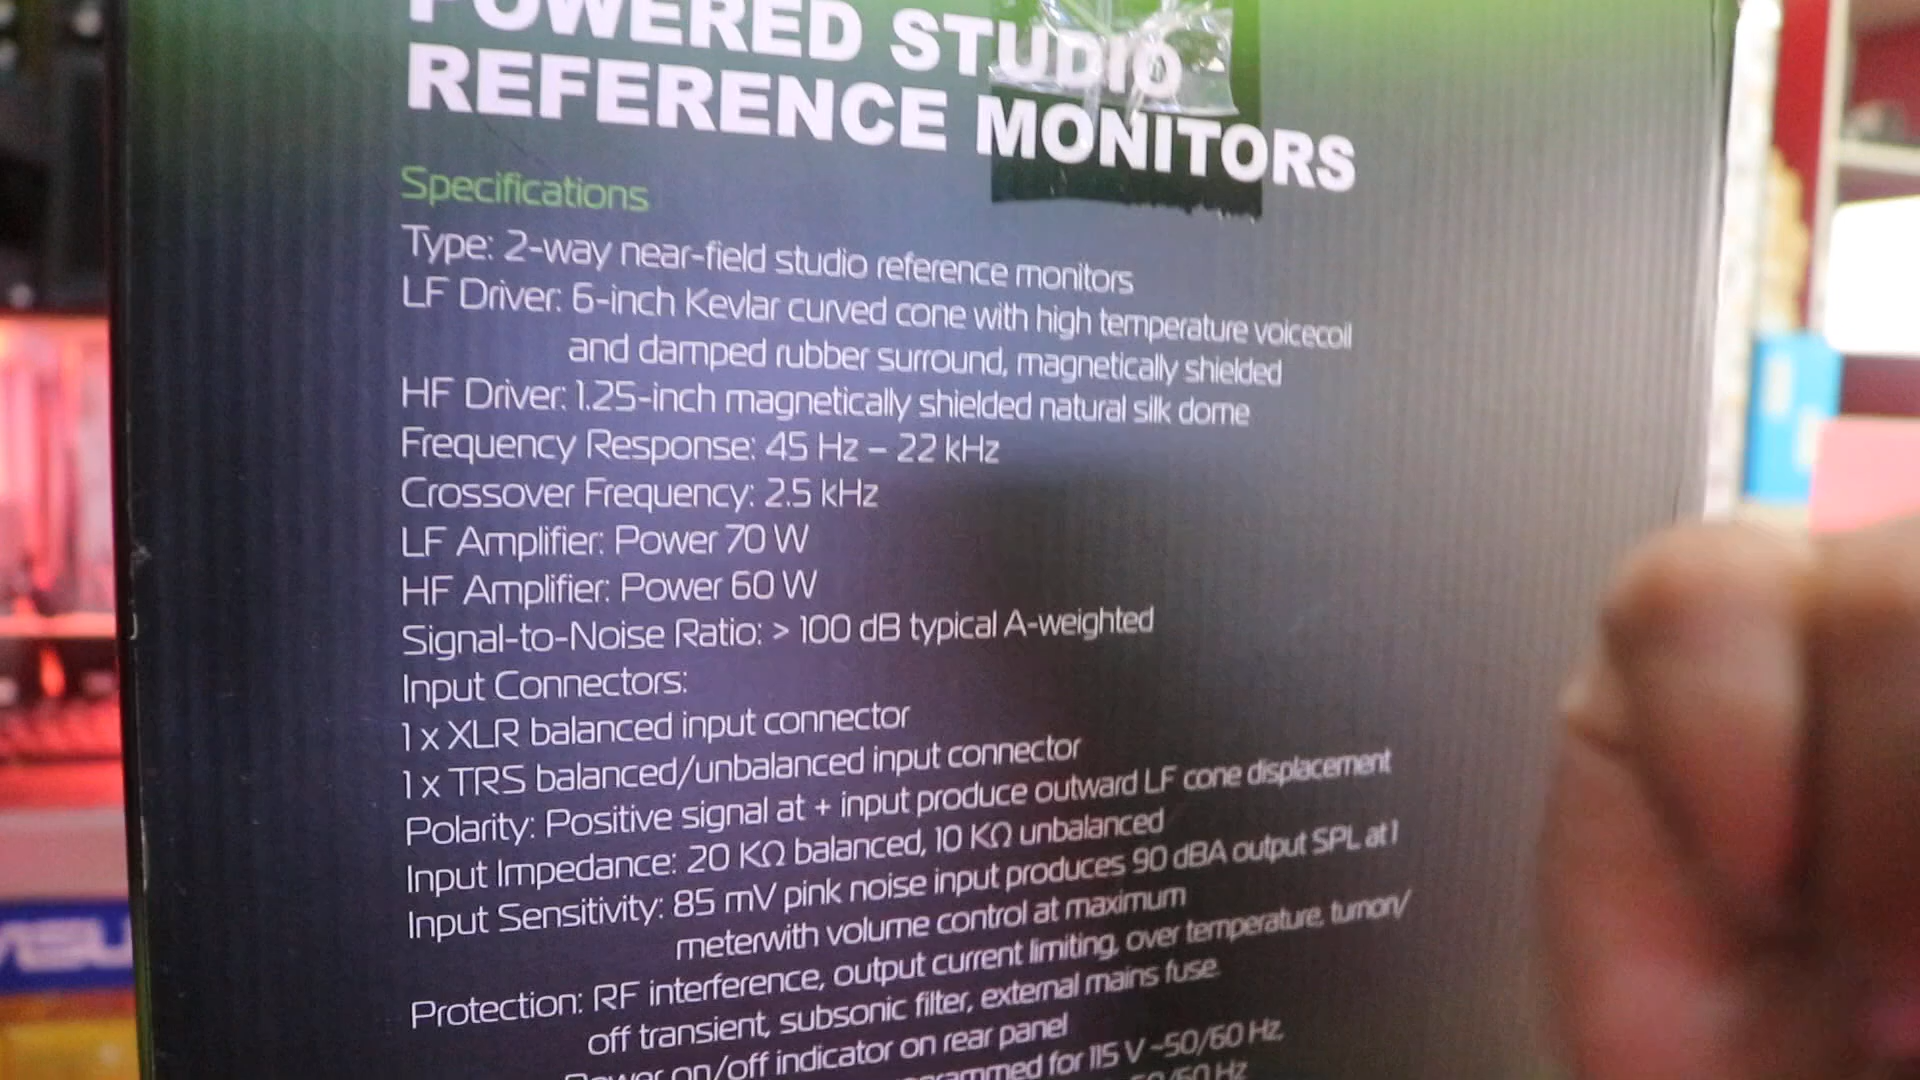 POWERED STUDIO
REFERENCE MONITORS
Specifications
Type: 2-way near-field studio reference monitors
LF Driver: 6-inch Kevlar curved cone with high temperature voicecoil
and damped rubber surround, magnetically shielded
HF Driver: 1.25-inch magnetically shielded natural silk dome
Frequency Response: 45 Hz – 22 kHz
Crossover Frequency: 2.5 kHz
LF Amplifier: Power 70 W
HF Amplifier: Power 60 W
Signal-to-Noise Ratio: > 100 dB typical A-weighted
Input Connectors:
1 x XLR balanced input connector
1 x TRS balanced/unbalanced input connector
Polarity: Positive signal at + input produce outward LF cone displacement
Input Impedance: 20 KΩ balanced, 10 KΩ unbalanced
Input Sensitivity: 85 mV pink noise input produces 90 dBA output SPL at 1
meterwith volume control at maximum
Protection: RF interference, output current limiting, over temperature, turnon/
off transient, subsonic filter, external mains fuse
Power on/off indicator on rear panel
for 115 V ~50/60 Hz,
50/60 Hz